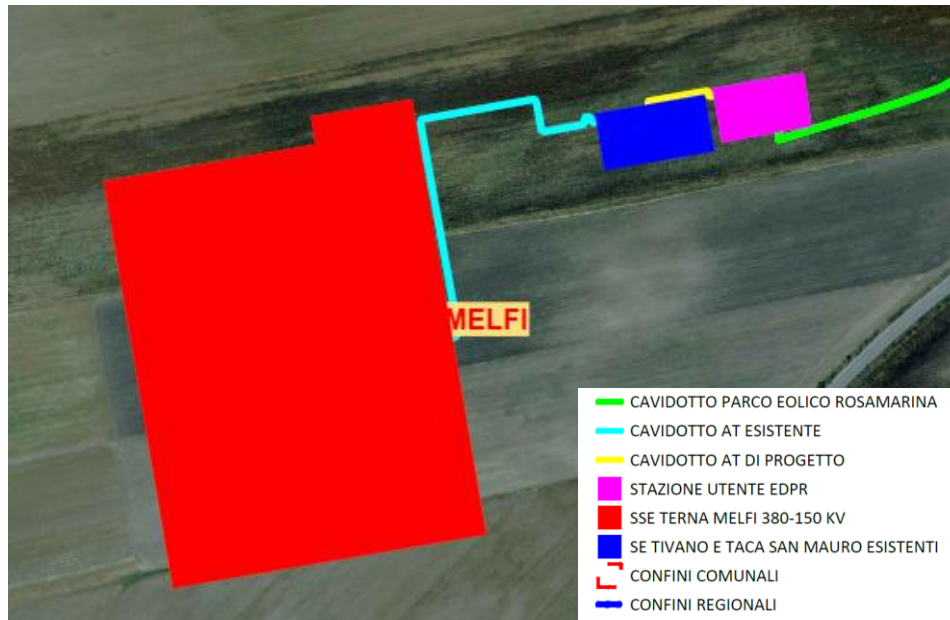 MELFI
CAVIDOTTO PARCO EOLICO ROSAMARINA
CAVIDOTTO AT ESISTENTE
CAVIDOTTO AT DI PROGETTO
STAZIONE UTENTE EDPR
SSE TERNA MELFI 380-150 KV
SE TIVANO E TACA SAN MAURO ESISTENTI
CONFINI COMUNALI
CONFINI REGIONALI